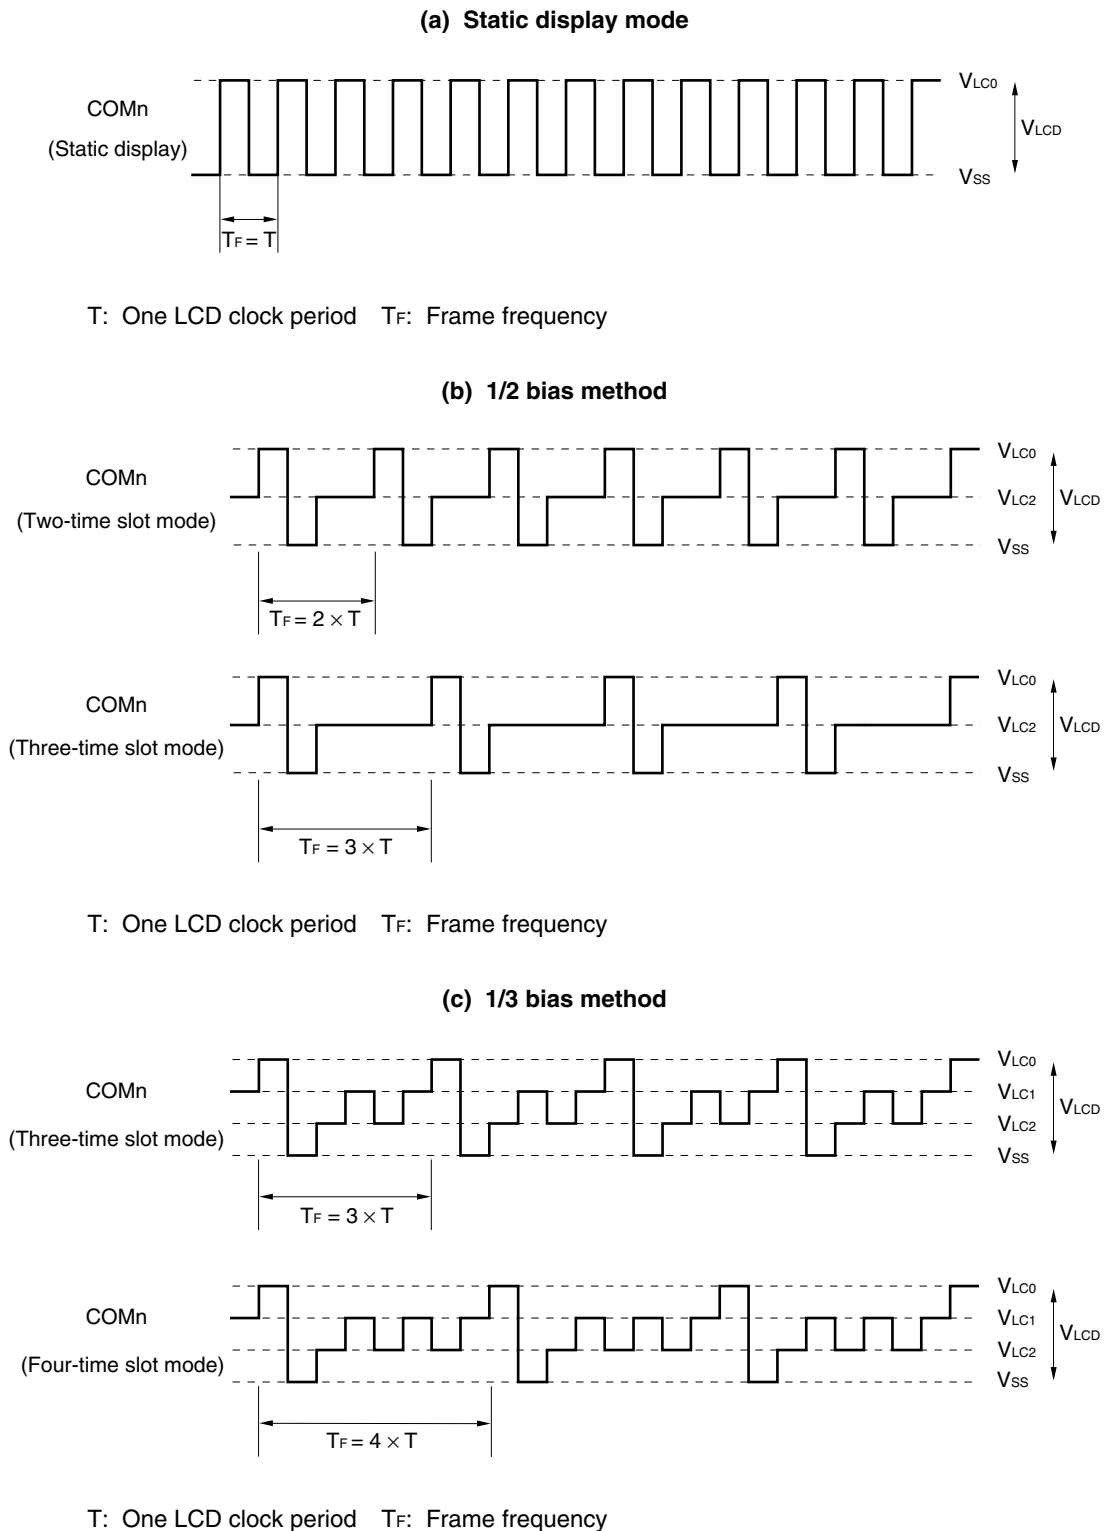 (a) Static display mode
COMn
(Static display)
VLC0
VLCD
VSS
TF = T
T: One LCD clock period TF: Frame frequency
(b) 1/2 bias method
COMn
(Two-time slot mode)
VLC0
VLC2
VLCD
VSS
TF = 2 × T
COMn
(Three-time slot mode)
VLC0
VLC2
VLCD
VSS
TF = 3 × T
T: One LCD clock period TF: Frame frequency
(c) 1/3 bias method
COMn
(Three-time slot mode)
VLC0
VLC1
VLCD
VLC2
VSS
TF = 3 × T
COMn
(Four-time slot mode)
VLC0
VLC1
VLCD
VLC2
VSS
TF = 4 × T
T: One LCD clock period TF: Frame frequency